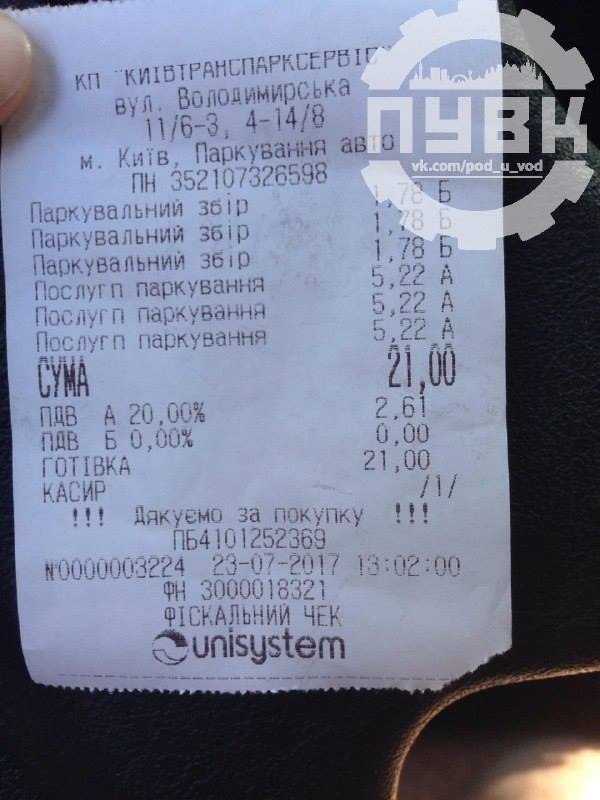 КП "КИЇВТРАНСПАРКСЕРВІС"
вул. Володимирська
11/6-3, 4-14/8
м. Київ, Паркування авто
ПН 352107326598
Паркувальний збір 1,78 Б
Паркувальний збір 1,78 Б
Паркувальний збір 1,78 Б
Послуги паркування 5,22 А
Послуги паркування 5,22 А
Послуги паркування 5,22 А
СУМА 21,00
ПДВ А 20,00% 2,61
ПДВ Б 0,00% 0,00
ГОТІВКА 21,00
КАСИР /1/
!!! Дякуємо за покупку !!!
ПБ4101252369
№0000003224 23-07-2017 13:02:00
ФН 3000018321
ФІСКАЛЬНИЙ ЧЕК
unisystem
ПУВК
vk.com/pod_u_vod